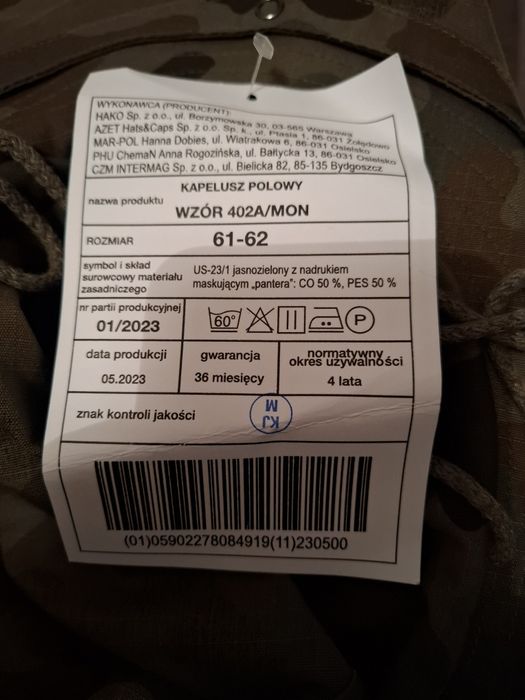 WYKONAWCA (PRODUCENT):
HAKO Sp. z o.o., ul. Borzymowska 30, 03-565 Warszawa
AZET Hats&Caps Sp. z o.o. Sp. k., ul. Ptasia 1, 86-031 Żołędowo
MAR-POL Hanna Dobies, ul. Wiatrakowa 6, 86-031 Osielsko
PHU ChemaN Anna Rogozińska, ul. Bałtycka 13, 86-031 Osielsko
CZM INTERMAG Sp. z o.o., ul. Bielicka 82, 85-135 Bydgoszcz
nazwa produktu
KAPELUSZ POLOWY
WZÓR 402A/MON
ROZMIAR
61-62
symbol i skład
surowcowy materiału
zasadniczego
US-23/1 jasnozielony z nadrukiem
maskującym „pantera": CO 50 %, PES 50 %
nr partii produkcyjnej
01/2023
60°
P
data produkcji
05.2023
gwarancja
36 miesięcy
normatywny
okres używalności
4 lata
znak kontroli jakości
KJ
M
(01)05902278084919(11)230500